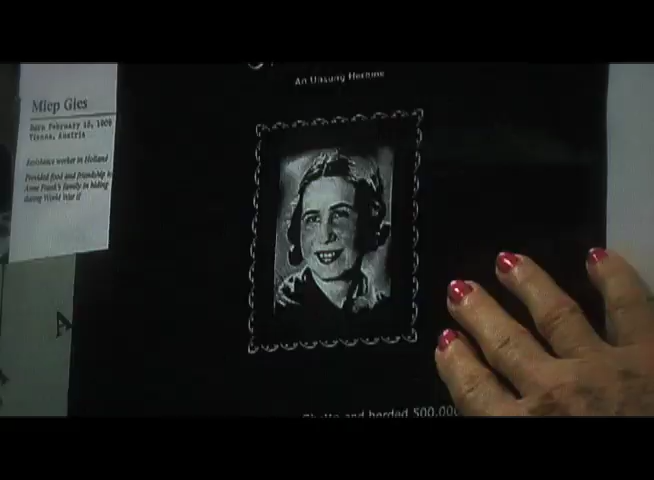 Miep Gies
Born February 15, 1909
Vienna, Austria
Resistance worker in Holland
Provided food and friendship to
Anne Frank's family in hiding
during World War II
An Unsung Heroine
A
Ghetto and herded 500,000